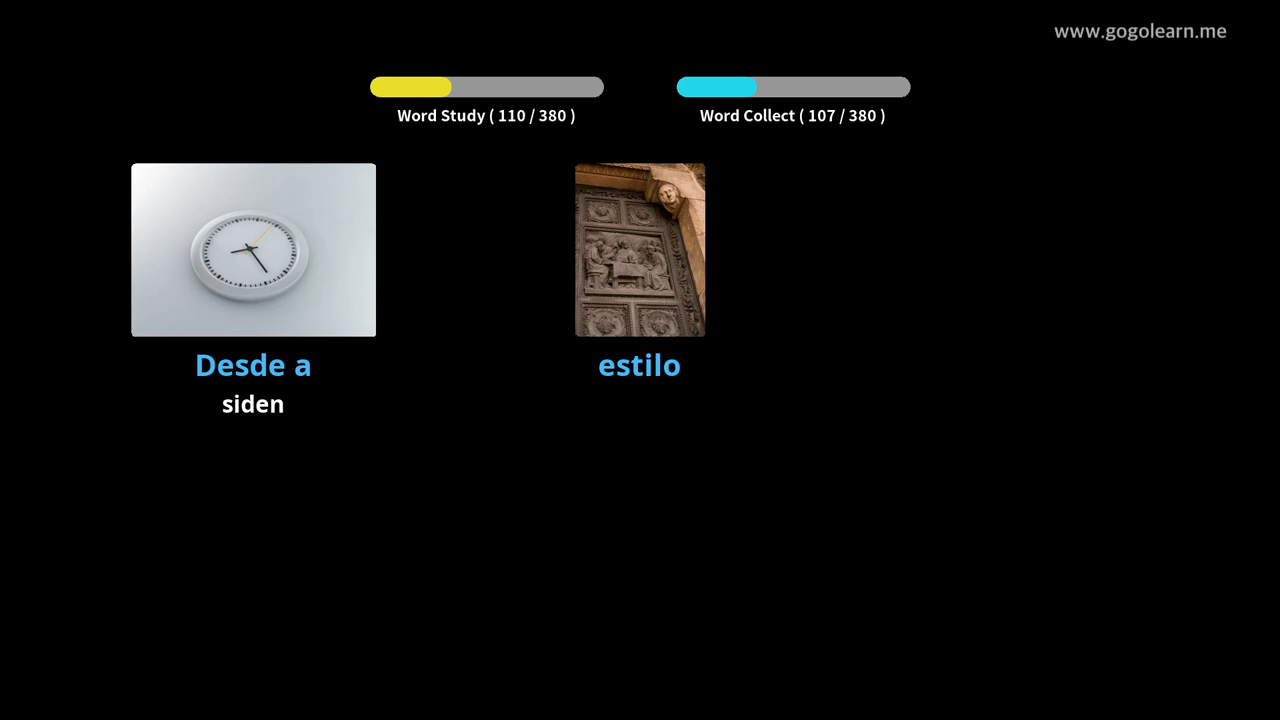 www.gogolearn.me
Word Study ( 110 / 380 )
Word Collect ( 107 / 380 )
Desde a
siden
estilo